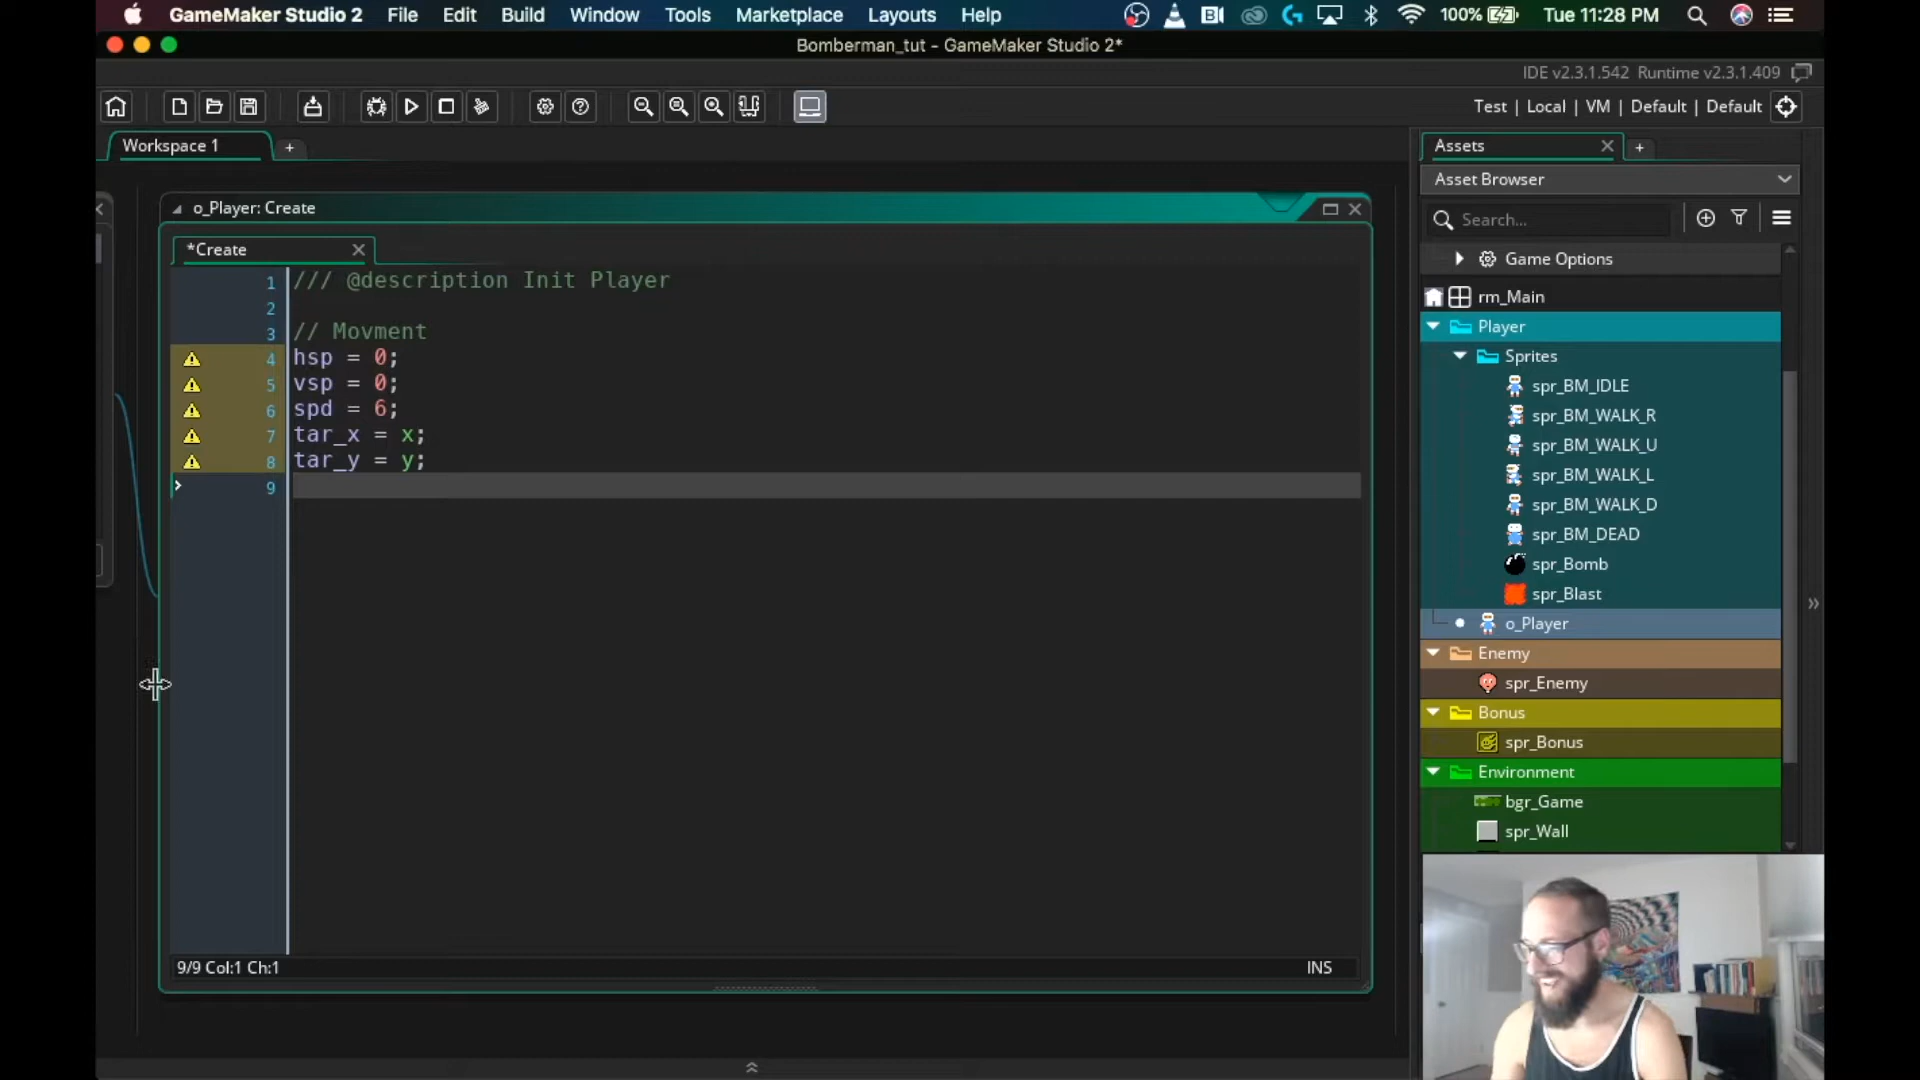 GameMaker Studio 2 File Edit Build Window Tools Marketplace Layouts Help 100% Tue 11:28 PM
Bomberman_tut - GameMaker Studio 2*
IDE v2.3.1.542 Runtime v2.3.1.409
Test | Local | VM | Default | Default
Workspace 1
Assets
Asset Browser
Search...
o_Player: Create
*Create
1 /// @description Init Player
2
3 // Movment
4 hsp = 0;
5 vsp = 0;
6 spd = 6;
7 tar_x = x;
8 tar_y = y;
9
9/9 Col:1 Ch:1
INS
Game Options
rm_Main
Player
Sprites
spr_BM_IDLE
spr_BM_WALK_R
spr_BM_WALK_U
spr_BM_WALK_L
spr_BM_WALK_D
spr_BM_DEAD
spr_Bomb
spr_Blast
o_Player
Enemy
spr_Enemy
Bonus
spr_Bonus
Environment
bgr_Game
spr_Wall